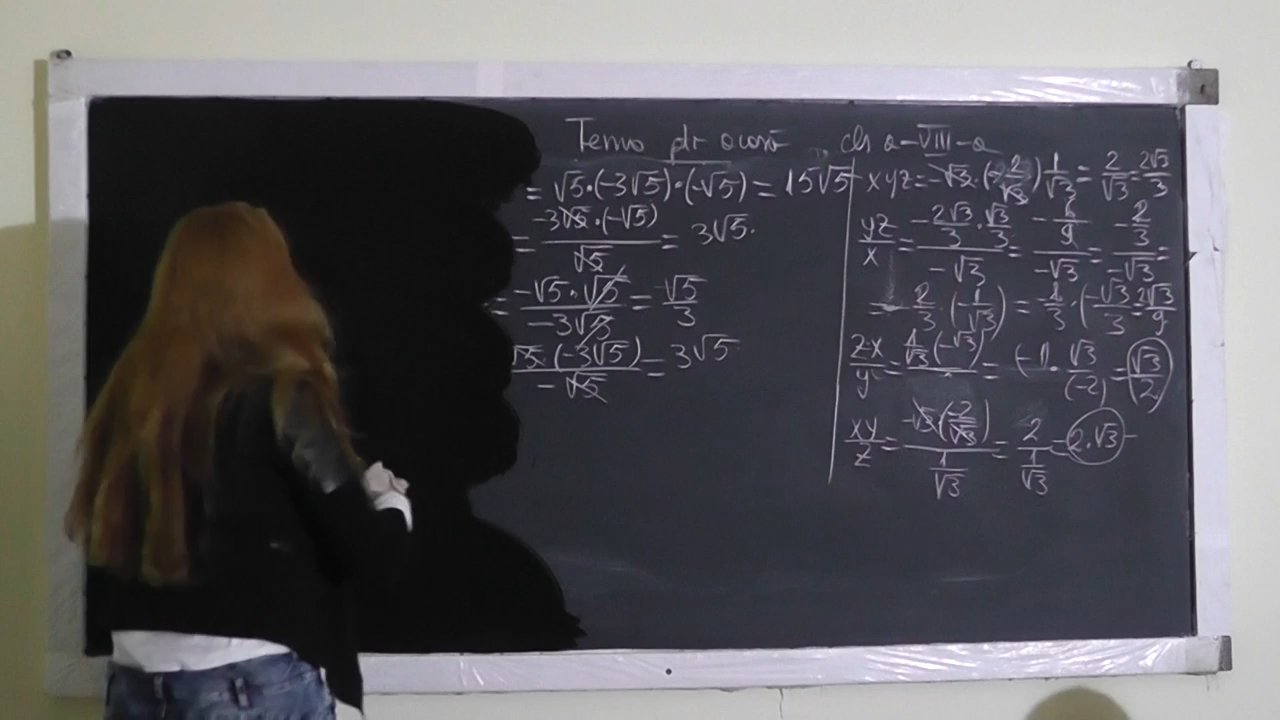 Tema pt acasă cls a-VIII-a
= √5·(-3√5)·(-√5) = 15√5
= -3√5·(-√5) / √5 = 3√5.
= -√5·√5 / -3√5 = √5/3
√5·(-3√5) / -√5 = 3√5
xyz = -√3·(-2/√3) 1/√3 = 2/√3 = 2√3/3
yz/x = -2√3/3 · √3/3 / -√3 = -6/9 / -√3 = -2/3 / -√3 =
= -2/3 · (-1/√3) = -2/3 · (-√3/3 = 2√3/9
z·x/y = 1/√3 (-√3) / = (-1 · √3/(-2) = √3/2
xy/z = -√3(-2/√3) / 1/√3 = 2 / 1/√3 = 2·√3